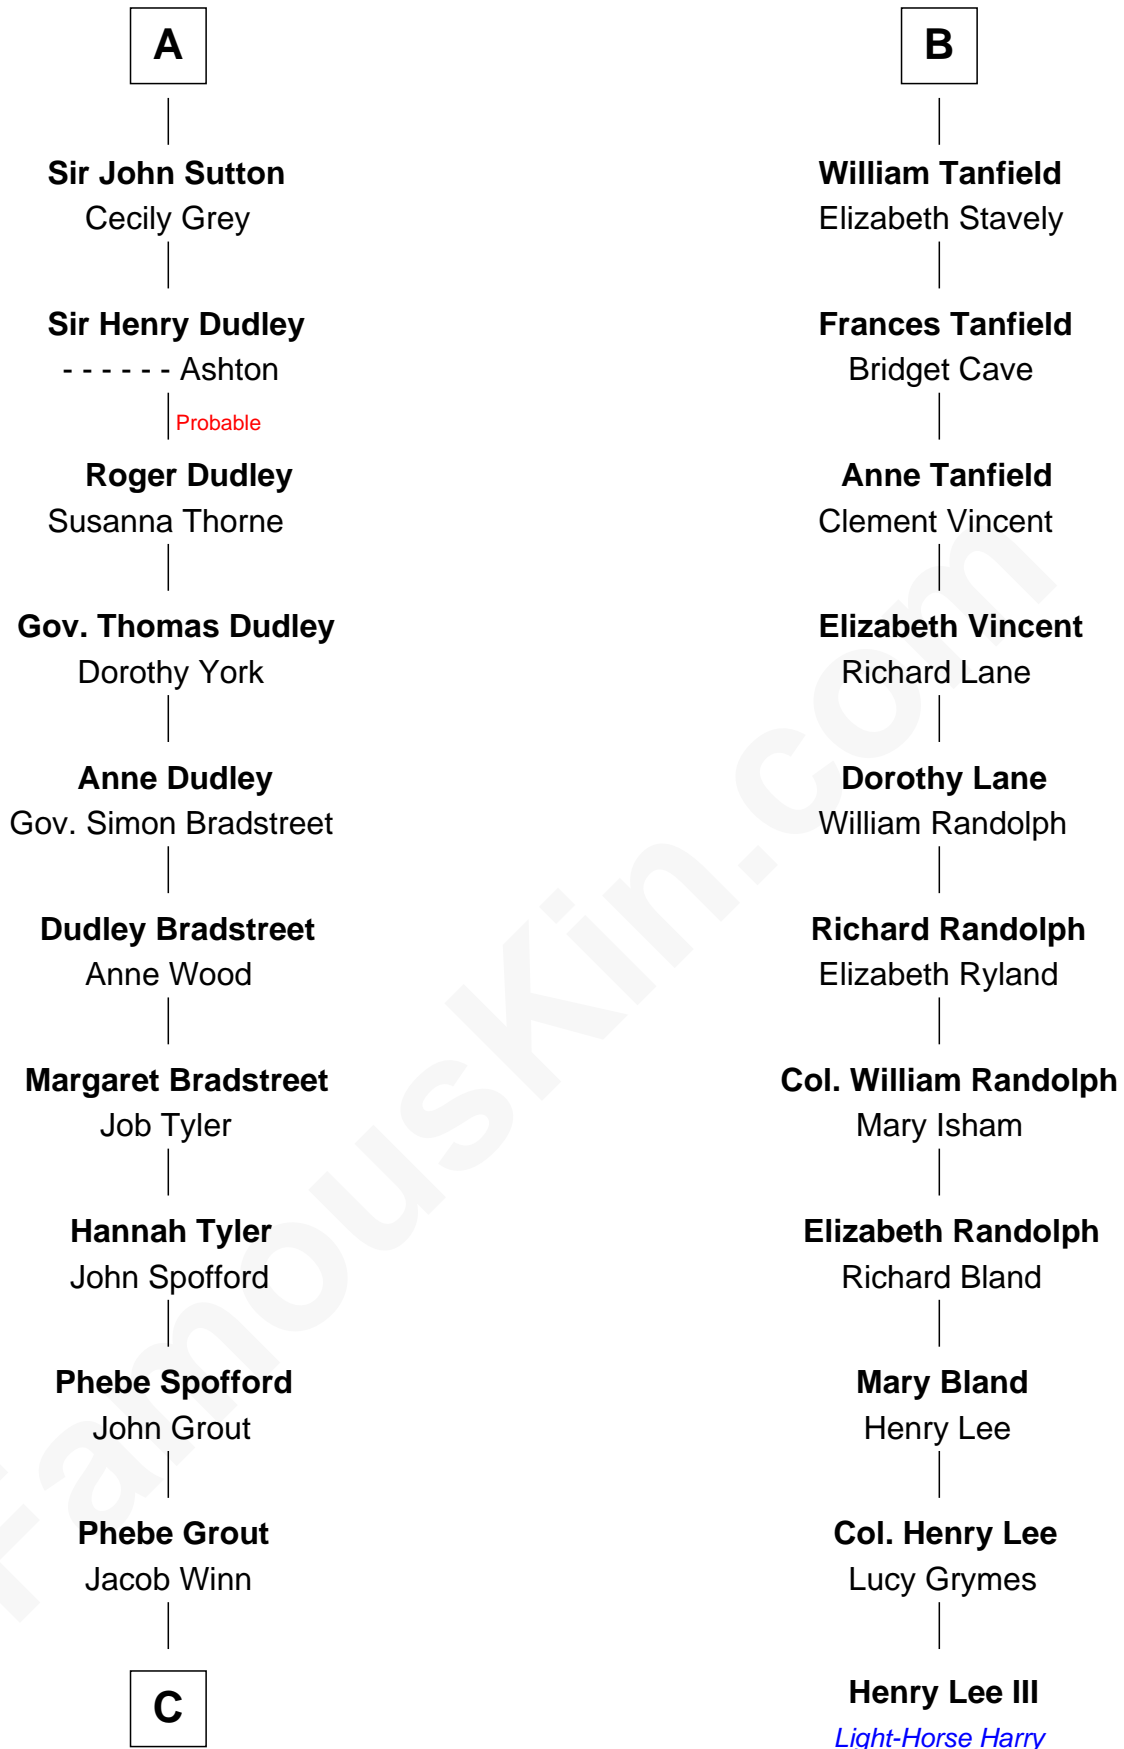 A
Sir John Sutton
Cecily Grey
Sir Henry Dudley
- - - - - - Ashton
Probable
Roger Dudley
Susanna Thorne
Gov. Thomas Dudley
Dorothy York
Anne Dudley
Gov. Simon Bradstreet
Dudley Bradstreet
Anne Wood
Margaret Bradstreet
Job Tyler
Hannah Tyler
John Spofford
Phebe Spofford
John Grout
Phebe Grout
Jacob Winn
C
B
William Tanfield
Elizabeth Stavely
Frances Tanfield
Bridget Cave
Anne Tanfield
Clement Vincent
Elizabeth Vincent
Richard Lane
Dorothy Lane
William Randolph
Richard Randolph
Elizabeth Ryland
Col. William Randolph
Mary Isham
Elizabeth Randolph
Richard Bland
Mary Bland
Henry Lee
Col. Henry Lee
Lucy Grymes
Henry Lee III
Light-Horse Harry
FamousKin.com